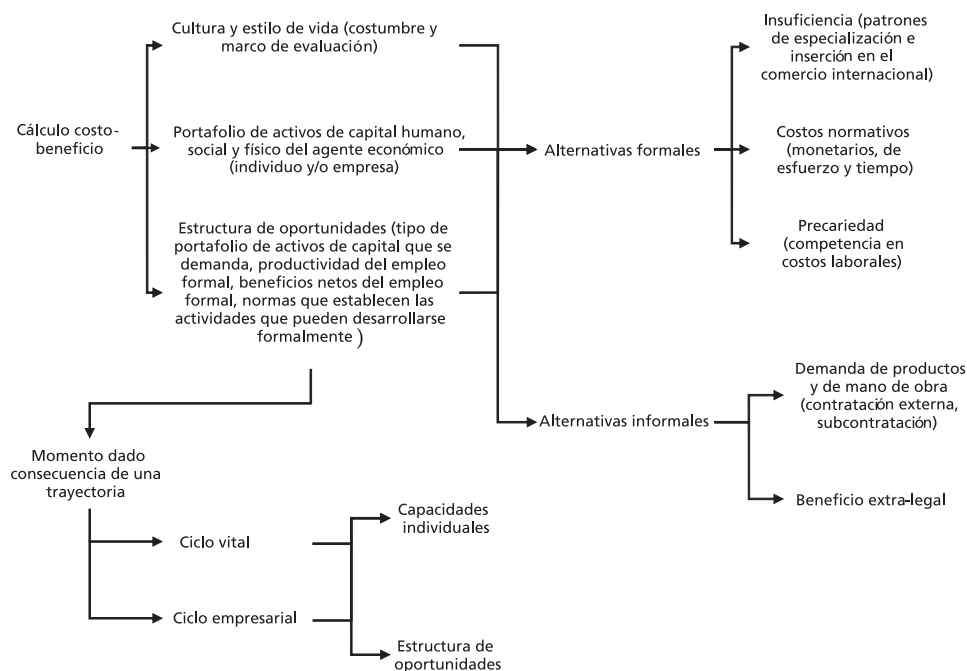 Cultura y estilo de vida (costumbre y
marco de evaluación)
Insuficiencia (patrones
de especialización e
inserción en el
comercio internacional)
Cálculo costo-
beneficio
Portafolio de activos de capital humano,
social y físico del agente económico
(individuo y/o empresa)
Alternativas formales
Costos normativos
(monetarios, de
esfuerzo y tiempo)
Estructura de oportunidades (tipo de
portafolio de activos de capital que se
demanda, productividad del empleo
formal, beneficios netos del empleo
formal, normas que establecen las
actividades que pueden desarrollarse
formalmente )
Precariedad
(competencia en
costos laborales)
Alternativas informales
Demanda de productos
y de mano de obra
(contratación externa,
subcontratación)
Beneficio extra-legal
Momento dado
consecuencia de una
trayectoria
Ciclo vital
Ciclo empresarial
Capacidades
individuales
Estructura de
oportunidades